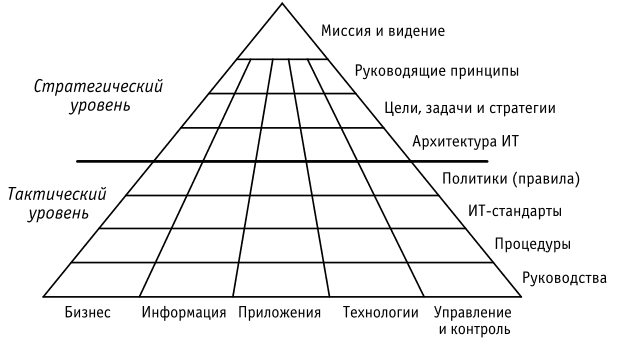 Миссия и видение
Руководящие принципы
Стратегический
уровень
Цели, задачи и стратегии
Архитектура ИТ
Политики (правила)
Тактический
уровень
ИТ-стандарты
Процедуры
Руководства
Бизнес
Информация
Приложения
Технологии
Управление
и контроль